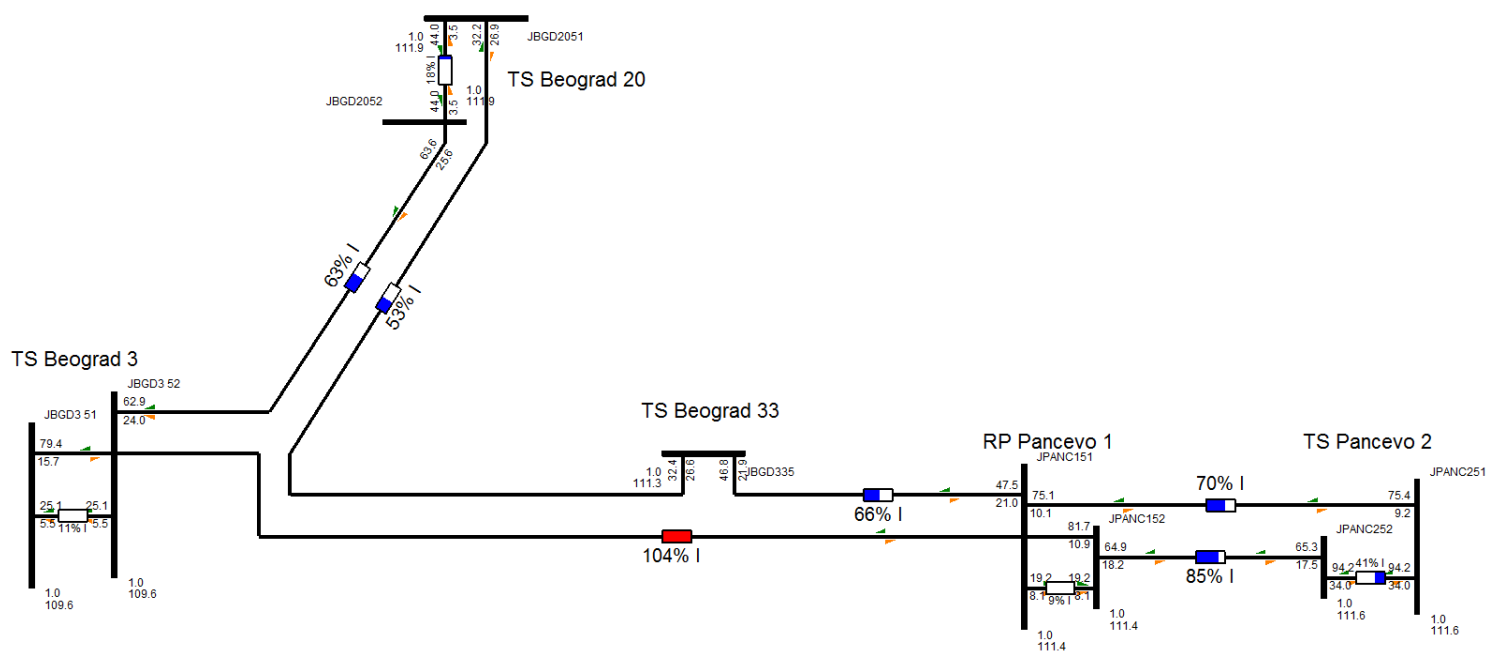 JBGD2051
44.0
3.5
32.2
26.9
1.0
111.9
18% I
TS Beograd 20
JBGD2052
44.0
3.5
1.0
111.9
63.6
25.6
63% I
53% I
TS Beograd 3
JBGD3 52
JBGD3 51
62.9
24.0
79.4
15.7
25.1
5.5
25.1
5.5
11% I
1.0
109.6
1.0
109.6
TS Beograd 33
1.0
111.3
32.4
26.6
46.8
21.9
JBGD335
66% I
104% I
RP Pancevo 1
JPANC151
47.5
21.0
75.1
10.1
70% I
81.7
10.9
JPANC152
64.9
18.2
85% I
19.2
8.1
19.2
8.1
9% I
1.0
111.4
1.0
111.4
TS Pancevo 2
JPANC251
75.4
9.2
JPANC252
65.3
17.5
94.2
34.0
41% I
94.2
34.0
1.0
111.6
1.0
111.6